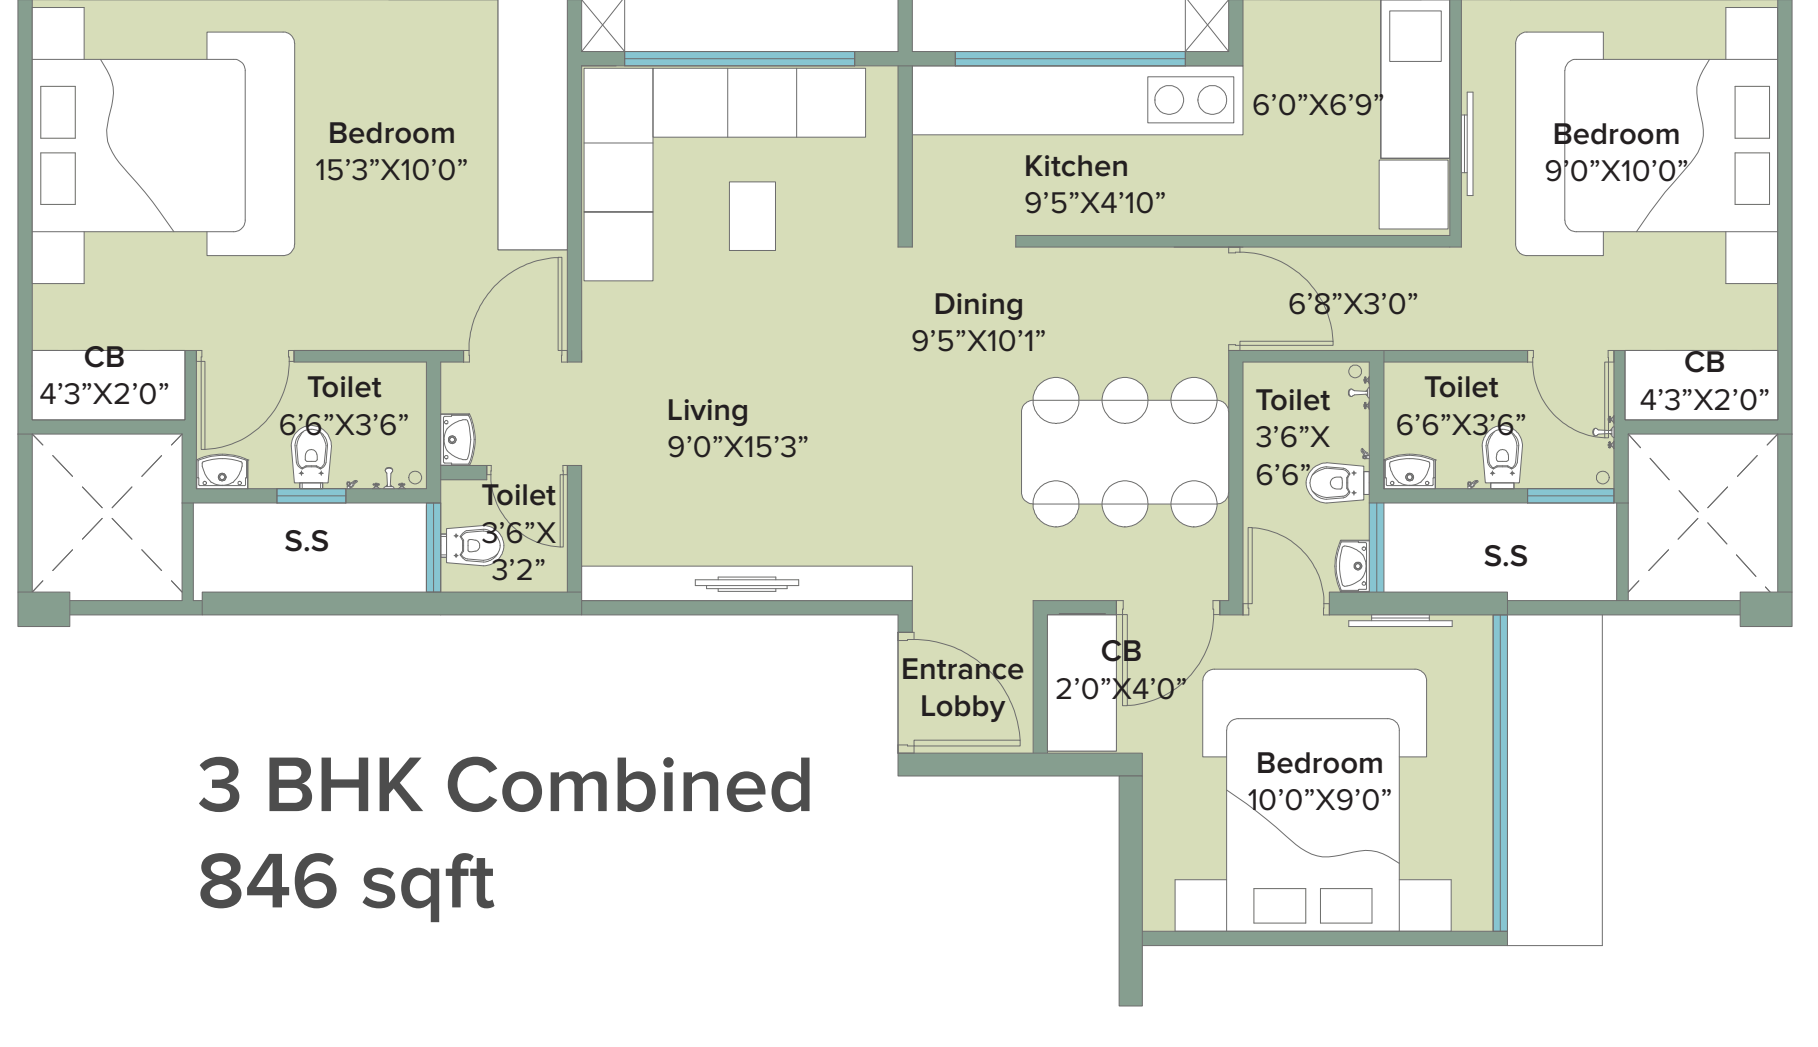 Bedroom
15’3”X10’0”
6’0”X6’9”
Kitchen
9’5”X4’10”
Bedroom
9’0”X10’0”
Dining
9’5”X10’1”
6’8”X3’0”
CB
4’3”X2’0”
Toilet
6’6”X3’6”
Living
9’0”X15’3”
Toilet
3’6”X
6’6”
Toilet
6’6”X3’6”
CB
4’3”X2’0”
S.S
Toilet
3’6”X
3’2”
S.S
Entrance
Lobby
CB
2’0”X4’0”
Bedroom
10’0”X9’0”
3 BHK Combined
846 sqft